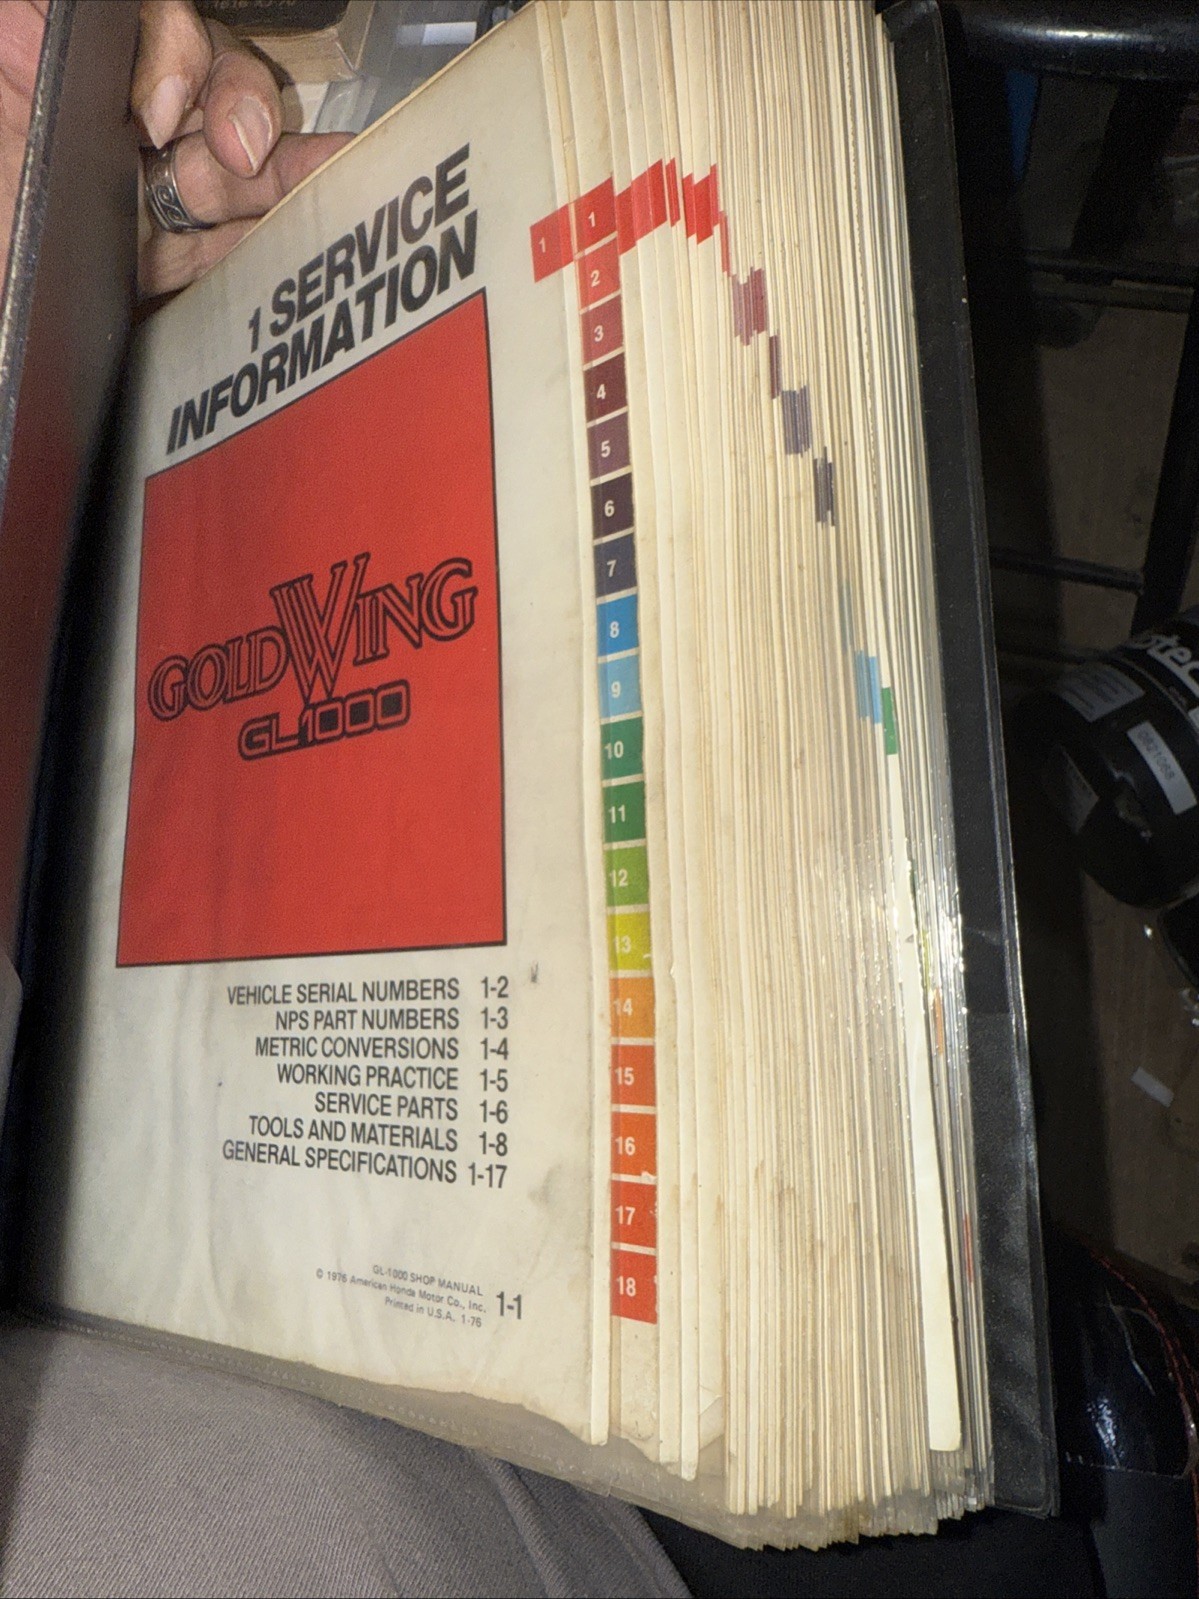 1 SERVICE
INFORMATION
GOLDWING
GL1000
VEHICLE SERIAL NUMBERS 1-2
NPS PART NUMBERS 1-3
METRIC CONVERSIONS 1-4
WORKING PRACTICE 1-5
SERVICE PARTS 1-6
TOOLS AND MATERIALS 1-8
GENERAL SPECIFICATIONS 1-17
GL-1000 SHOP MANUAL
© 1976 American Honda Motor Co., Inc.
Printed in U.S.A. 1-76
1-1
1
1
2
3
4
5
6
7
8
9
10
11
12
13
14
15
16
17
18
0821068